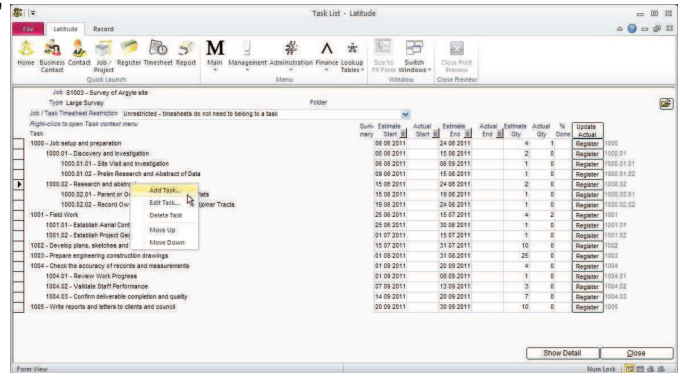 Task List - Latitude
File Latitude Record
Home Business Contact Contact Job / Project Register Timesheet Report Main Management Administration Finance Lookup Tables Size to Fit Form Switch Windows Close Print Preview
Quick Launch Menu Window Close Preview
Job S1003 - Survey of Argyle site
Type Large Survey Folder
Job / Task Timesheet Restriction Unrestricted - timesheets do not need to belong to a task
Right-click to open Task context menu
Task Sum- mary Estimate Start Actual Start Estimate End Actual End Estimate Qty Actual Qty % Done Update Actual
1000 - Job setup and preparation 06 06 2011 24 06 2011 4 1 Register 1000
1000.01 - Discovery and Investigation 06 06 2011 15 06 2011 2 0 Register 1000.01
1000.01.01 - Site Visit and Investigation 06 06 2011 08 09 2011 1 0 Register 1000.01.01
1000.01.02 - Prelim Research and Abstract of Data 09 06 2011 15 06 2011 1 0 Register 1000.01.02
1000.02 - Research and abstra 15 06 2011 24 06 2011 2 0 Register 1000.02
1000.02.01 - Parent or O lats 15 06 2011 19 06 2011 1 0 Register 1000.02.01
1000.02.02 - Record Ow joiner Tracts 19 06 2011 24 06 2011 1 0 Register 1000.02.02
1001 - Field Work 25 06 2011 15 07 2011 4 2 Register 1001
1001.01 - Establish Aerial Cont 25 06 2011 30 06 2011 1 0 Register 1001.01
1001.02 - Establish Project Geo 01 07 2011 15 07 2011 1 0 Register 1001.02
1002 - Develop plans, sketches and 15 07 2011 31 07 2011 10 0 Register 1002
1003 - Prepare engineering construction drawings 01 08 2011 31 08 2011 25 0 Register 1003
1004 - Check the accuracy of records and measurements 01 09 2011 20 09 2011 4 0 Register 1004
1004.01 - Review Work Progress 01 09 2011 06 09 2011 1 0 Register 1004.01
1004.02 - Validate Staff Performance 07 09 2011 13 09 2011 3 0 Register 1004.02
1004.03 - Confirm deliverable completion and quality 14 09 2011 20 09 2011 7 0 Register 1004.03
1005 - Write reports and letters to clients and council 20 09 2011 30 09 2011 10 0 Register 1005
Add Task...
Edit Task...
Delete Task
Move Up
Move Down
Show Detail Close
Form View Num Lock